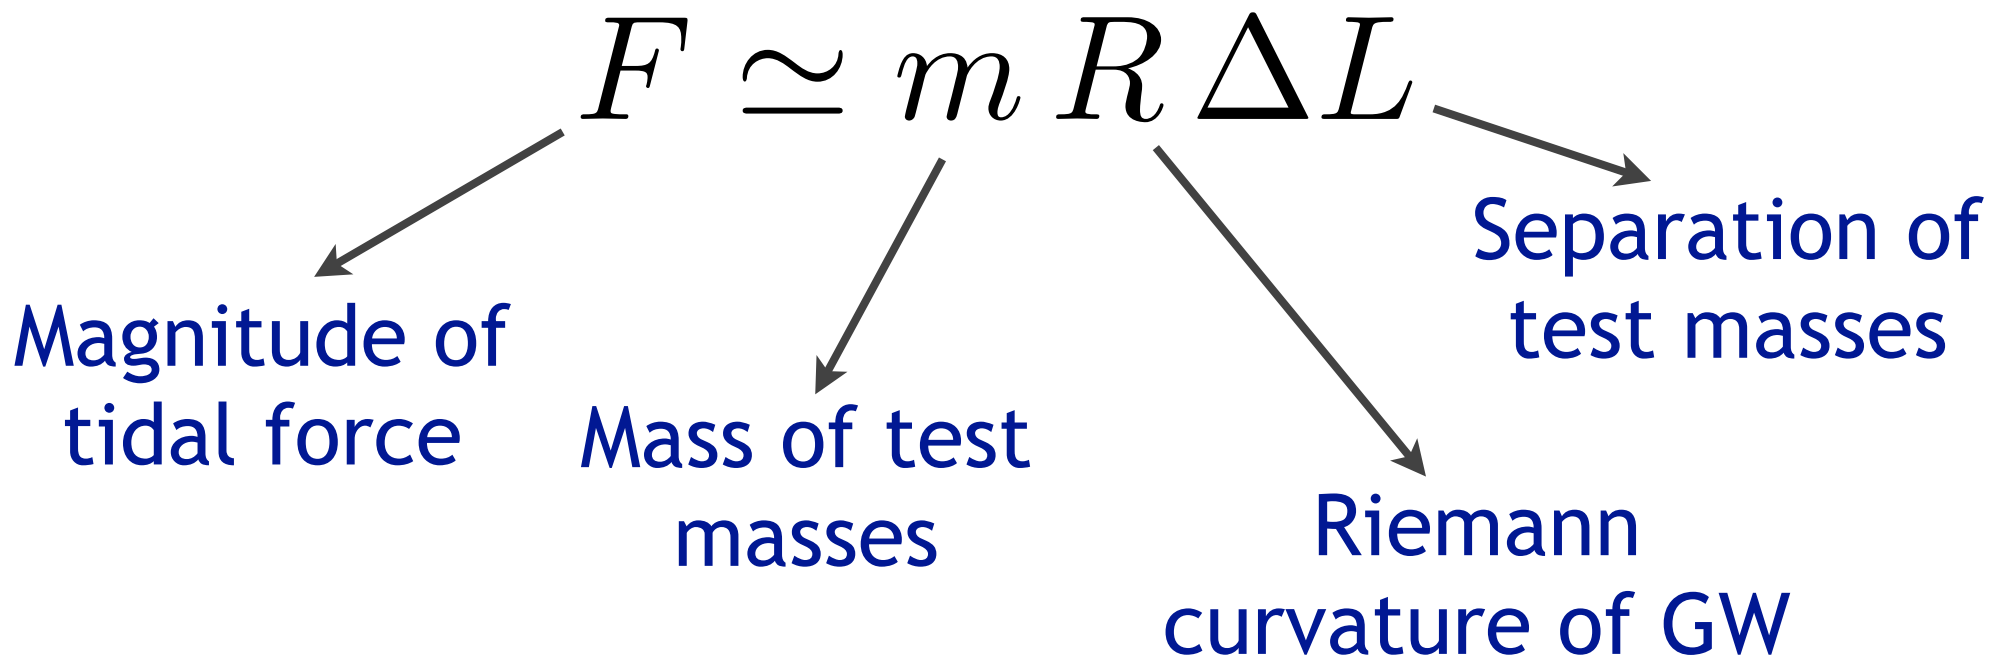 F ≃ m R ΔL
Magnitude of
tidal force
Mass of test
masses
Riemann
curvature of GW
Separation of
test masses